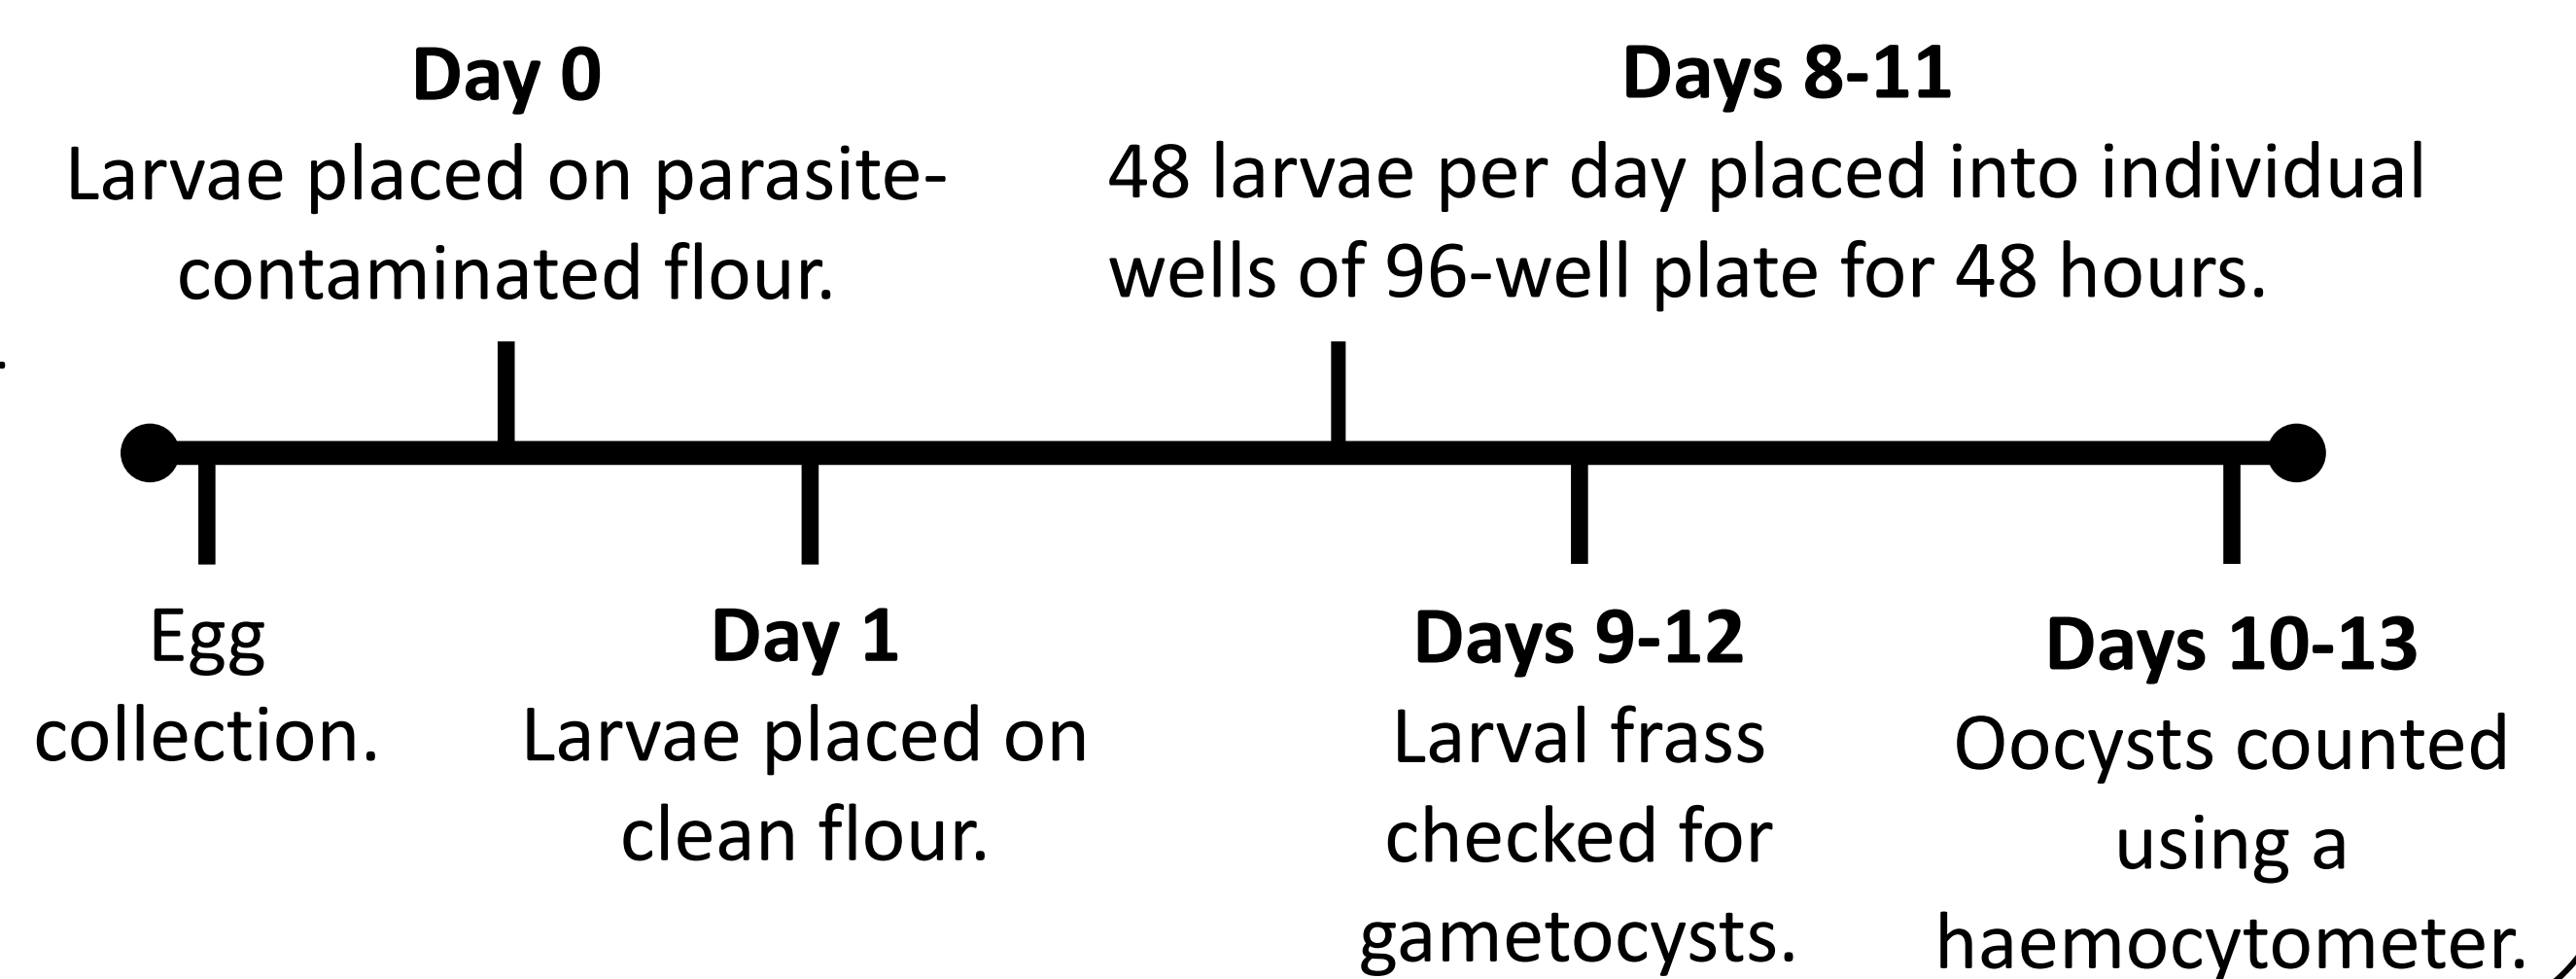 Day 0
Larvae placed on parasite-
contaminated flour.
Days 8-11
48 larvae per day placed into individual
wells of 96-well plate for 48 hours.
.
Egg
collection.
Day 1
Larvae placed on
clean flour.
Days 9-12
Larval frass
checked for
gametocysts.
Days 10-13
Oocysts counted
using a
haemocytometer.